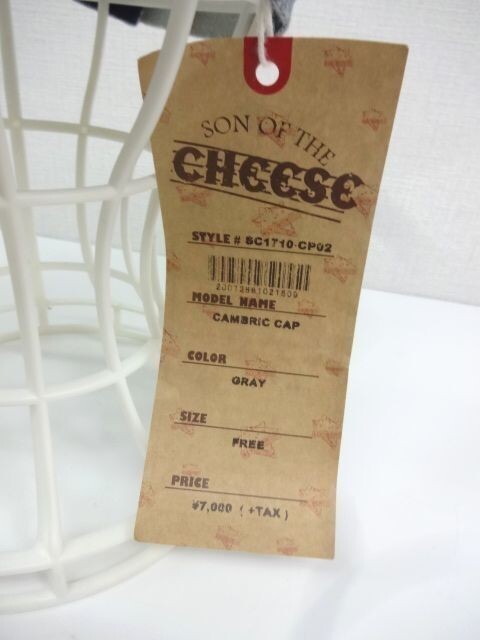 SON OF THE
CHEESE
STYLE # SC1710-CP02
MODEL NAME
CAMBRIC CAP
COLOR
GRAY
SIZE
FREE
PRICE
¥7,000 (+TAX)